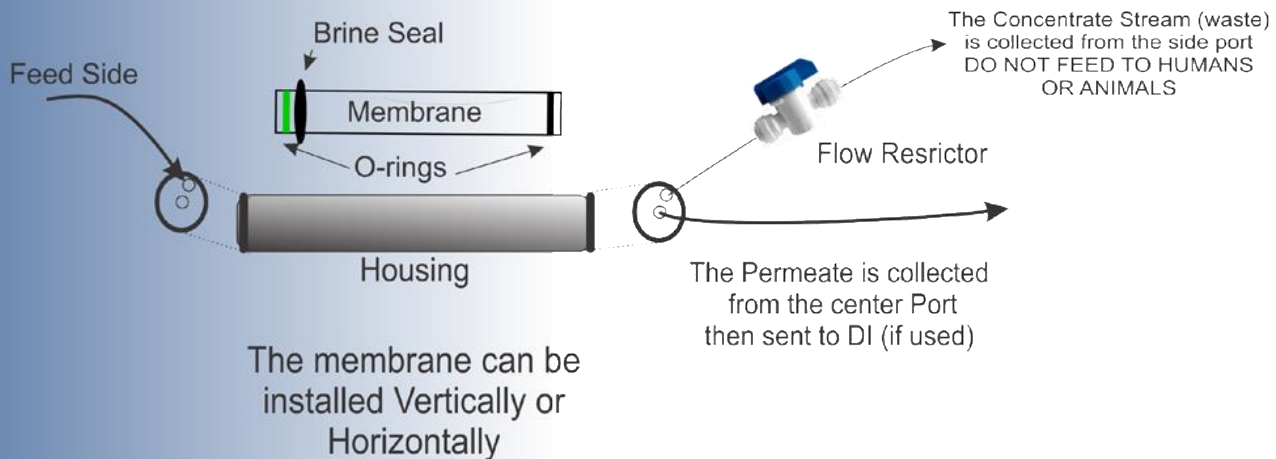 Brine Seal
Feed Side
Membrane
O-rings
Housing
The membrane can be
installed Vertically or
Horizontally
The Concentrate Stream (waste)
is collected from the side port
DO NOT FEED TO HUMANS
OR ANIMALS
Flow Resrictor
The Permeate is collected
from the center Port
then sent to DI (if used)